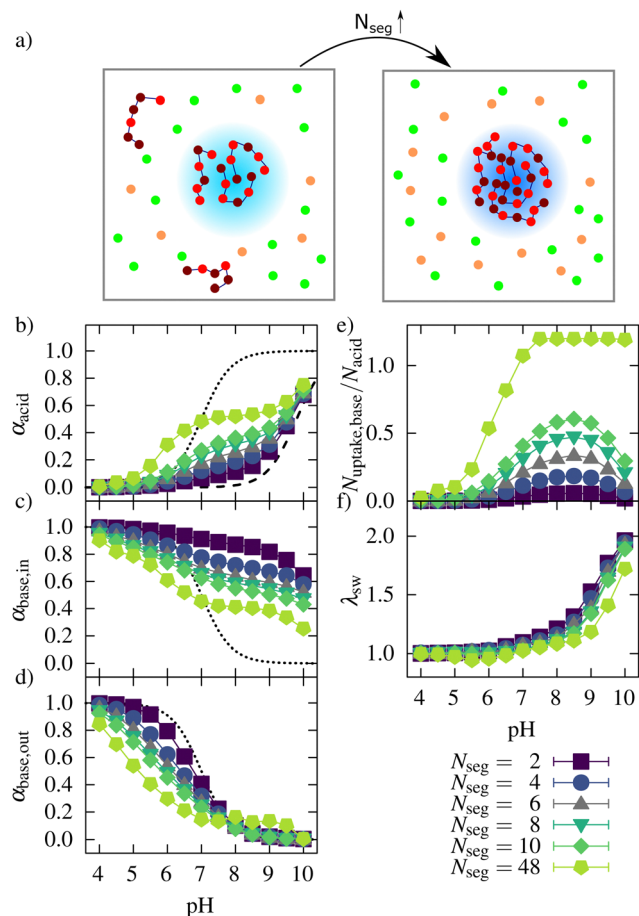 a)
N_seg ↑
b)
α_acid
1.0
0.8
0.6
0.4
0.2
0.0
c)
α_base,in
1.0
0.8
0.6
0.4
0.2
0.0
d)
α_base,out
1.0
0.8
0.6
0.4
0.2
0.0
4 5 6 7 8 9 10
pH
e)
N_uptake,base/N_acid
1.0
0.5
0.0
f)
λ_sw
2.0
1.5
1.0
4 5 6 7 8 9 10
pH
N_seg = 2
N_seg = 4
N_seg = 6
N_seg = 8
N_seg = 10
N_seg = 48